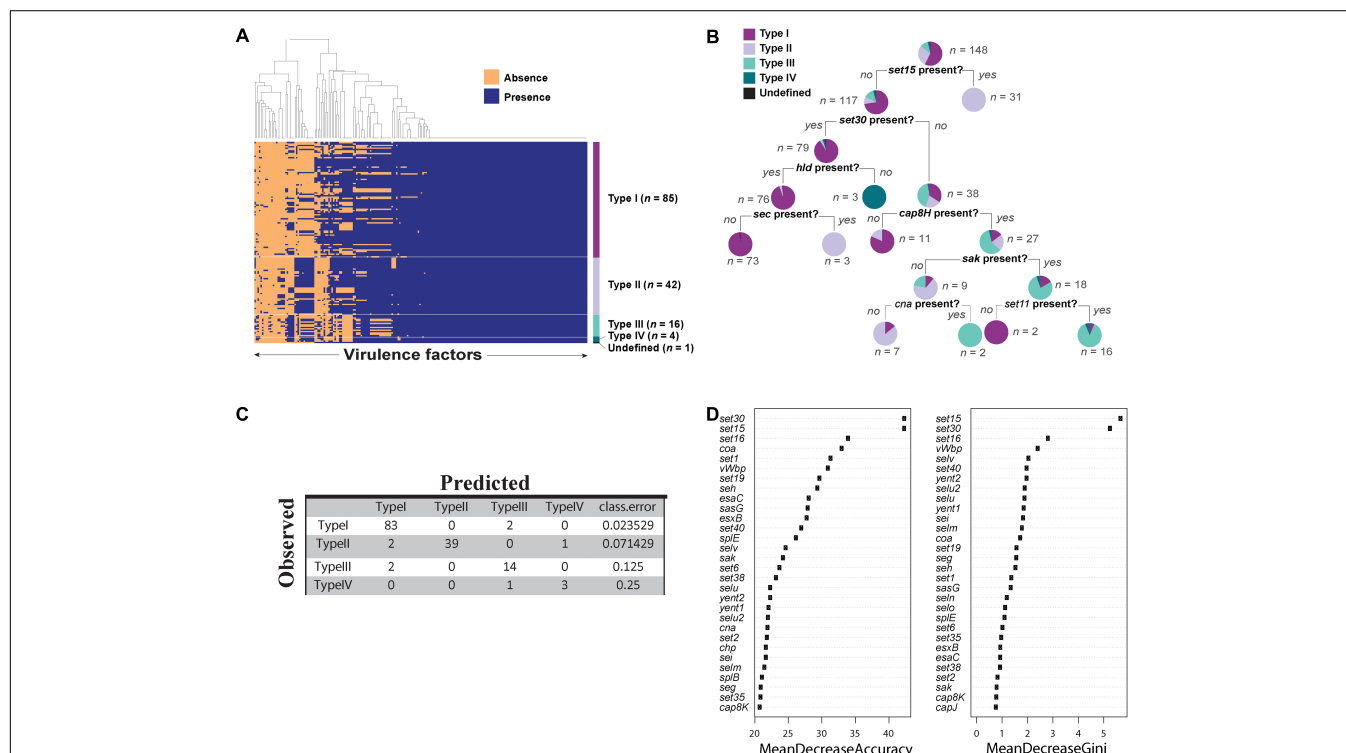 A
Absence
Presence
Type I (n = 85)
Type II (n = 42)
Type III (n = 16)
Type IV (n = 4)
Undefined (n = 1)
Virulence factors
B
Type I
Type II
Type III
Type IV
Undefined
n = 148
set15 present?
no
yes
n = 117
n = 31
set30 present?
yes
no
n = 79
hld present?
yes
no
n = 76
n = 3
n = 38
sec present?
cap8H present?
no
yes
no
yes
n = 73
n = 3
n = 11
n = 27
sak present?
no
yes
n = 9
n = 18
cna present?
set11 present?
no
yes
no
yes
n = 7
n = 2
n = 2
n = 16
C
Predicted
Observed
TypeI TypeII TypeIII TypeIV class.error
TypeI 83 0 2 0 0.023529
TypeII 2 39 0 1 0.071429
TypeIII 2 0 14 0 0.125
TypeIV 0 0 1 3 0.25
D
set30
set15
set16
coa
set1
vWbp
set19
seh
esaC
sasG
esxB
set40
splE
selv
sak
set6
set38
selu
yent2
yent1
selu2
cna
set2
chp
sei
selm
splB
seg
set35
cap8K
20 25 30 35 40
MeanDecreaseAccuracy
set15
set30
set16
vWbp
selv
set40
yent2
selu2
selu
yent1
sei
selm
coa
set19
seg
seh
set1
sasG
seln
selo
splE
set6
set35
esxB
esaC
set38
set2
sak
cap8K
capJ
0 1 2 3 4 5
MeanDecreaseGini